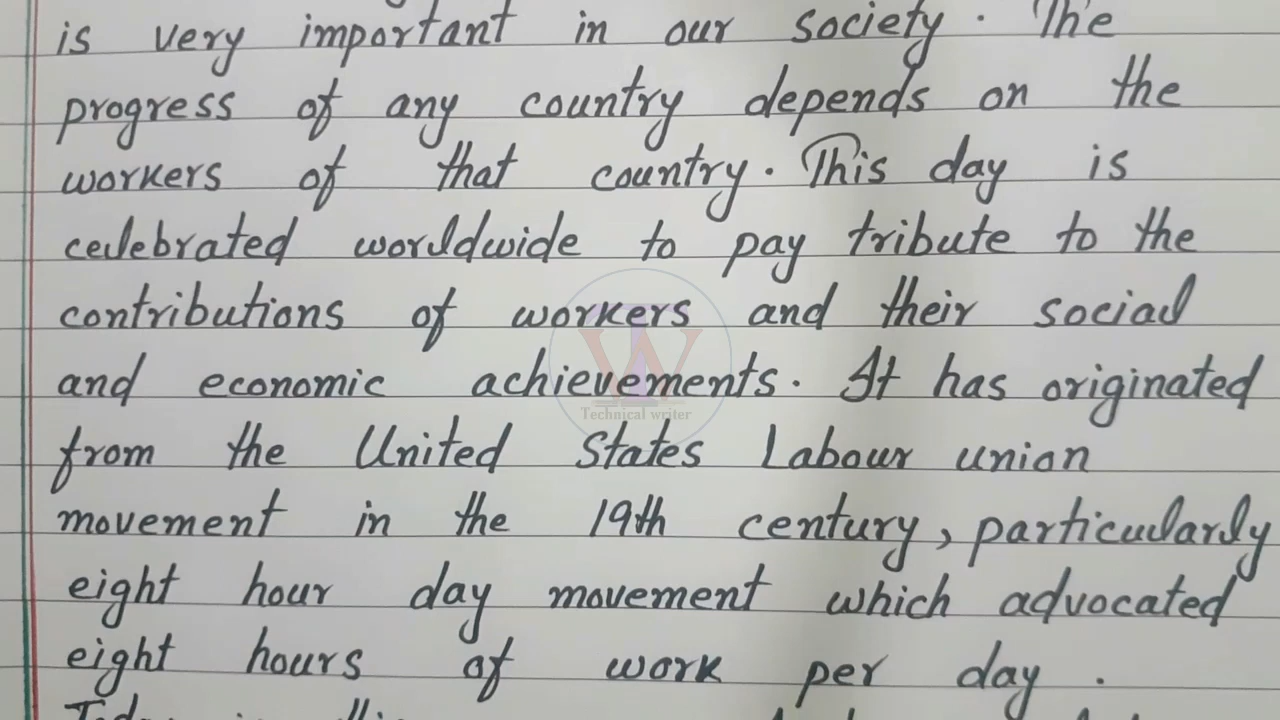 is very important in our society. The
progress of any country depends on the
workers of that country. This day is
celebrated worldwide to pay tribute to the
contributions of workers and their social
and economic achievements. It has originated
Technical writer
from the United States Labour union
movement in the 19th century, particularly
eight hour day movement which advocated
eight hours of work per day.